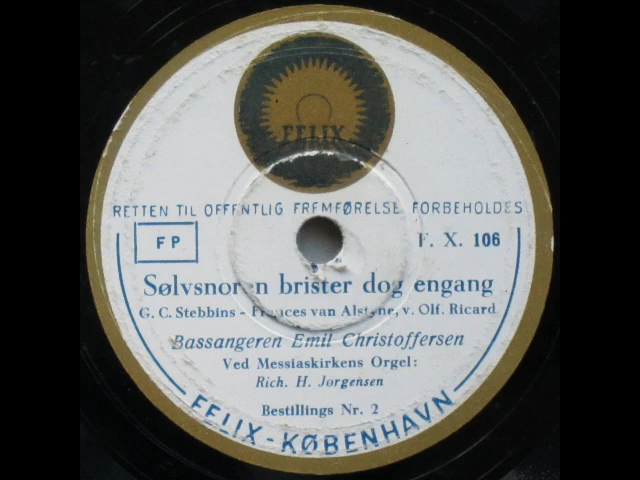 FELIX
RETTEN TIL OFFENTLIG FREMFØRELSE FORBEHOLDES
FP
F. X. 106
Sølvsnoren brister dog engang
G. C. Stebbins - Frances van Alstyne, v. Olf. Ricard
Bassangeren Emil Christoffersen
Ved Messiaskirkens Orgel:
Rich. H. Jørgensen
Bestillings Nr. 2
FELIX-KØBENHAVN